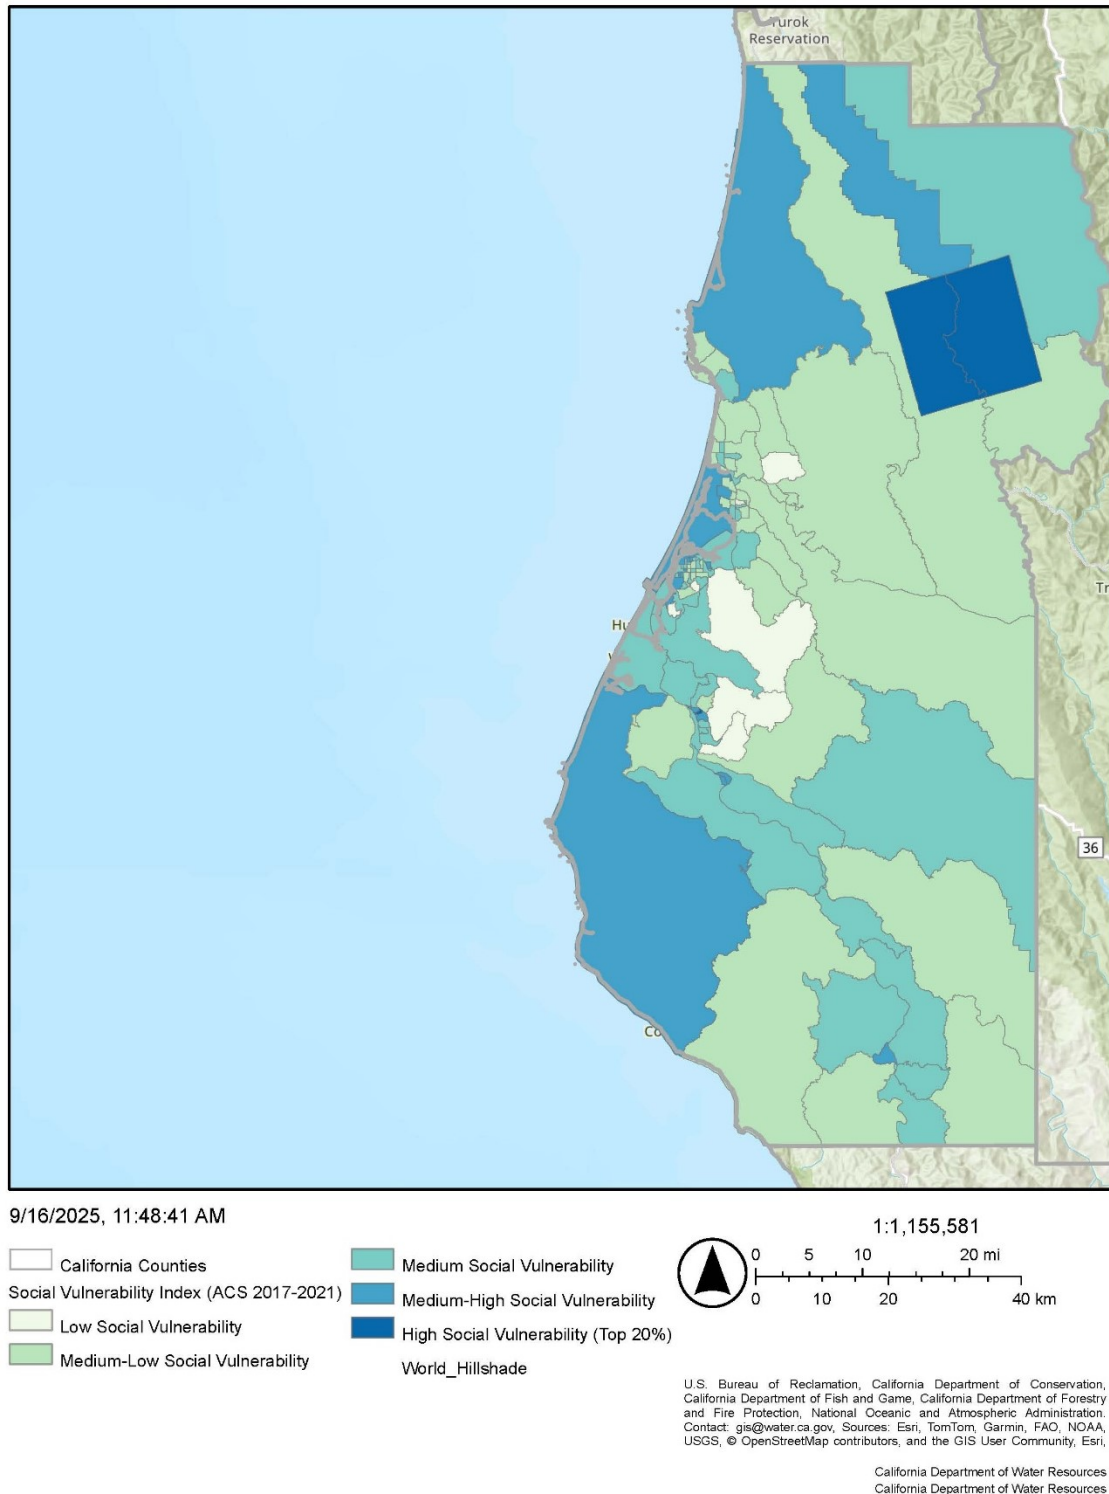 Yurok
Reservation
Tr
Hu
36
Co
9/16/2025, 11:48:41 AM
California Counties
Social Vulnerability Index (ACS 2017-2021)
Low Social Vulnerability
Medium-Low Social Vulnerability
Medium Social Vulnerability
Medium-High Social Vulnerability
High Social Vulnerability (Top 20%)
World_Hillshade
1:1,155,581
0 5 10 20 mi
0 10 20 40 km
U.S. Bureau of Reclamation, California Department of Conservation,
California Department of Fish and Game, California Department of Forestry
and Fire Protection, National Oceanic and Atmospheric Administration.
Contact: gis@water.ca.gov, Sources: Esri, TomTom, Garmin, FAO, NOAA,
USGS, © OpenStreetMap contributors, and the GIS User Community, Esri,
California Department of Water Resources
California Department of Water Resources